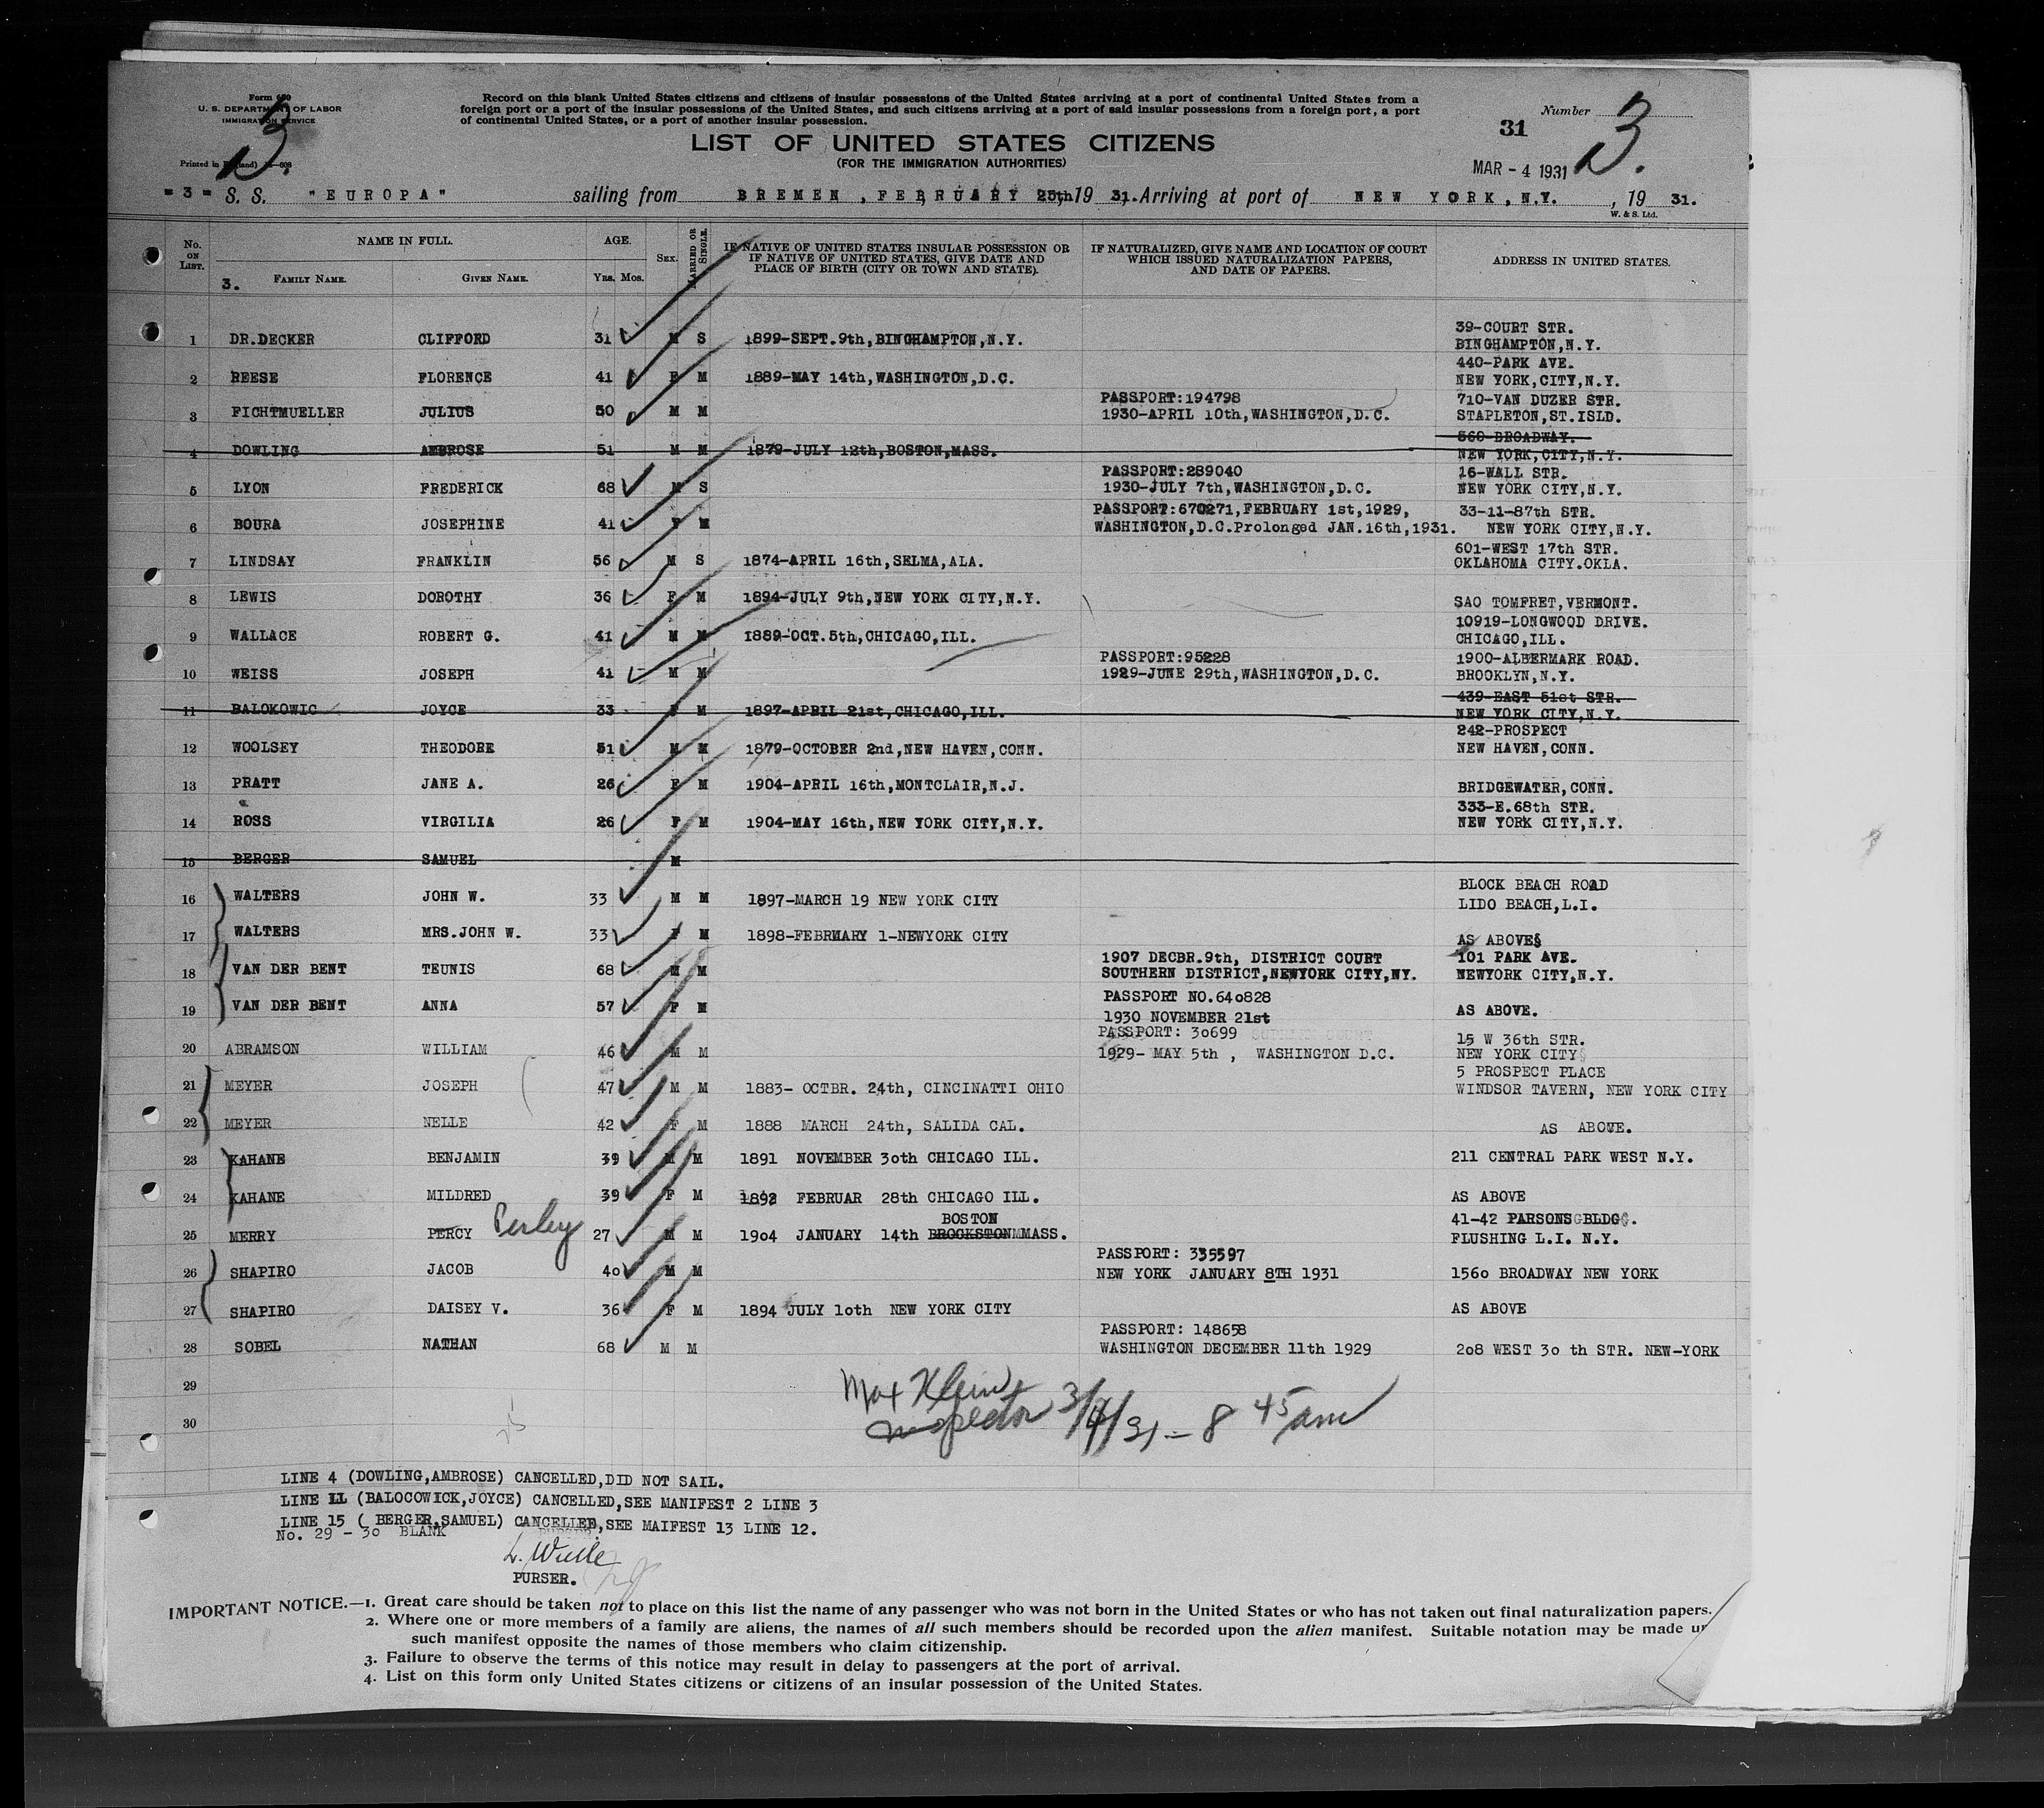 Form 630
U. S. DEPARTMENT OF LABOR
IMMIGRATION SERVICE
Printed in England) 14-608
3.
Record on this blank United States citizens and citizens of insular possessions of the United States arriving at a port of continental United States from a
foreign port or a port of the insular possessions of the United States, and such citizens arriving at a port of said insular possessions from a foreign port, a port
of continental United States, or a port of another insular possession.
Number 3.
31
LIST OF UNITED STATES CITIZENS
(FOR THE IMMIGRATION AUTHORITIES)
MAR - 4 1931
= 3 = S. S. "EUROPA" sailing from BREMEN, FEBRUARY 25th, 19 31. Arriving at port of NEW YORK, N.Y. , 19 31.
W. & S. Ltd.
No. ON LIST. NAME IN FULL. AGE. SEX. MARRIED OR SINGLE. IF NATIVE OF UNITED STATES INSULAR POSSESSION OR IF NATIVE OF UNITED STATES, GIVE DATE AND PLACE OF BIRTH (CITY OR TOWN AND STATE). IF NATURALIZED, GIVE NAME AND LOCATION OF COURT WHICH ISSUED NATURALIZATION PAPERS, AND DATE OF PAPERS. ADDRESS IN UNITED STATES.
3. FAMILY NAME. GIVEN NAME. YRS. MOS.
39-COURT STR.
1 DR.DECKER CLIFFORD 31 M S 1899-SEPT.9th,BINGHAMPTON,N.Y. BINGHAMPTON,N.Y.
440-PARK AVE.
2 REESE FLORENCE 41 F M 1889-MAY 14th,WASHINGTON,D.C. NEW YORK,CITY,N.Y.
PASSPORT:194798 710-VAN DUZER STR.
3 FICHTMUELLER JULIUS 50 M M 1930-APRIL 10th,WASHINGTON,D.C. STAPLETON,ST.ISLD.
560-BROADWAY.
4 DOWLING AMBROSE 51 M M 1879-JULY 12th,BOSTON,MASS. NEW YORK,CITY,N.Y.
PASSPORT:289040 16-WALL STR.
5 LYON FREDERICK 68 M S 1930-JULY 7th,WASHINGTON,D.C. NEW YORK CITY,N.Y.
PASSPORT:670271,FEBRUARY 1st,1929, 33-11-87th STR.
6 BOURA JOSEPHINE 41 F M WASHINGTON,D.C.Prolonged JAN.16th,1931. NEW YORK CITY,N.Y.
601-WEST 17th STR.
7 LINDSAY FRANKLIN 56 M S 1874-APRIL 16th,SELMA,ALA. OKLAHOMA CITY.OKLA.
8 LEWIS DOROTHY 36 F M 1894-JULY 9th,NEW YORK CITY,N.Y. SAO TOMFRET,VERMONT.
10919-LONGWOOD DRIVE.
9 WALLACE ROBERT G. 41 M M 1889-OCT.5th,CHICAGO,ILL. CHICAGO,ILL.
PASSPORT:95228 1900-ALBERMARK ROAD.
10 WEISS JOSEPH 41 M M 1929-JUNE 29th,WASHINGTON,D.C. BROOKLYN,N.Y.
439-EAST 51st STR.
11 BALOKOWIC JOYCE 33 F M 1897-APRIL 21st,CHICAGO,ILL. NEW YORK CITY,N.Y.
242-PROSPECT
12 WOOLSEY THEODORE 51 M M 1879-OCTOBER 2nd,NEW HAVEN,CONN. NEW HAVEN,CONN.
13 PRATT JANE A. 26 F M 1904-APRIL 16th,MONTCLAIR,N.J. BRIDGEWATER,CONN.
333-E.68th STR.
14 ROSS VIRGILIA 26 F M 1904-MAY 16th,NEW YORK CITY,N.Y. NEW YORK CITY,N.Y.
15 BERGER SAMUEL M
BLOCK BEACH ROAD
16 WALTERS JOHN W. 33 M M 1897-MARCH 19 NEW YORK CITY LIDO BEACH,L.I.
17 WALTERS MRS.JOHN W. 33 F M 1898-FEBRUARY 1-NEWYORK CITY AS ABOVE
1907 DECBR.9th, DISTRICT COURT 101 PARK AVE.
18 VAN DER BENT TEUNIS 68 M M SOUTHERN DISTRICT,NEWYORK CITY,NY. NEWYORK CITY,N.Y.
PASSPORT NO.640828
19 VAN DER BENT ANNA 57 F M 1930 NOVEMBER 21st AS ABOVE.
PASSPORT: 30699 15 W 36th STR.
20 ABRAMSON WILLIAM 46 M M 1929- MAY 5th , WASHINGTON D.C. NEW YORK CITY
5 PROSPECT PLACE
21 MEYER JOSEPH 47 M M 1883- OCTBR. 24th, CINCINATTI OHIO WINDSOR TAVERN, NEW YORK CITY
22 MEYER NELLE 42 F M 1888 MARCH 24th, SALIDA CAL. AS ABOVE.
23 KAHANE BENJAMIN 39 M M 1891 NOVEMBER 30th CHICAGO ILL. 211 CENTRAL PARK WEST N.Y.
24 KAHANE MILDRED 39 F M 1892 FEBRUAR 28th CHICAGO ILL. AS ABOVE
BOSTON 41-42 PARSONS BLDG.
25 MERRY PERCY Perley 27 M M 1904 JANUARY 14th BROCKSTON MASS. FLUSHING L.I. N.Y.
PASSPORT: 335597
26 SHAPIRO JACOB 40 M M NEW YORK JANUARY 8TH 1931 1560 BROADWAY NEW YORK
27 SHAPIRO DAISEY V. 36 F M 1894 JULY 10th NEW YORK CITY AS ABOVE
PASSPORT: 148658
28 SOBEL NATHAN 68 M M WASHINGTON DECEMBER 11th 1929 208 WEST 30 th STR. NEW-YORK
29
30
Max Klein
Inspector 3/4/31 - 8 45 am
25
LINE 4 (DOWLING,AMBROSE) CANCELLED,DID NOT SAIL.
LINE 11 (BALOCOWICK,JOYCE) CANCELLED,SEE MANIFEST 2 LINE 3
LINE 15 ( BERGER,SAMUEL) CANCELLED,SEE MAIFEST 13 LINE 12.
No. 29 - 30 BLANK
PURSER.
IMPORTANT NOTICE.—1. Great care should be taken not to place on this list the name of any passenger who was not born in the United States or who has not taken out final naturalization papers.
2. Where one or more members of a family are aliens, the names of all such members should be recorded upon the alien manifest. Suitable notation may be made up
such manifest opposite the names of those members who claim citizenship.
3. Failure to observe the terms of this notice may result in delay to passengers at the port of arrival.
4. List on this form only United States citizens or citizens of an insular possession of the United States.